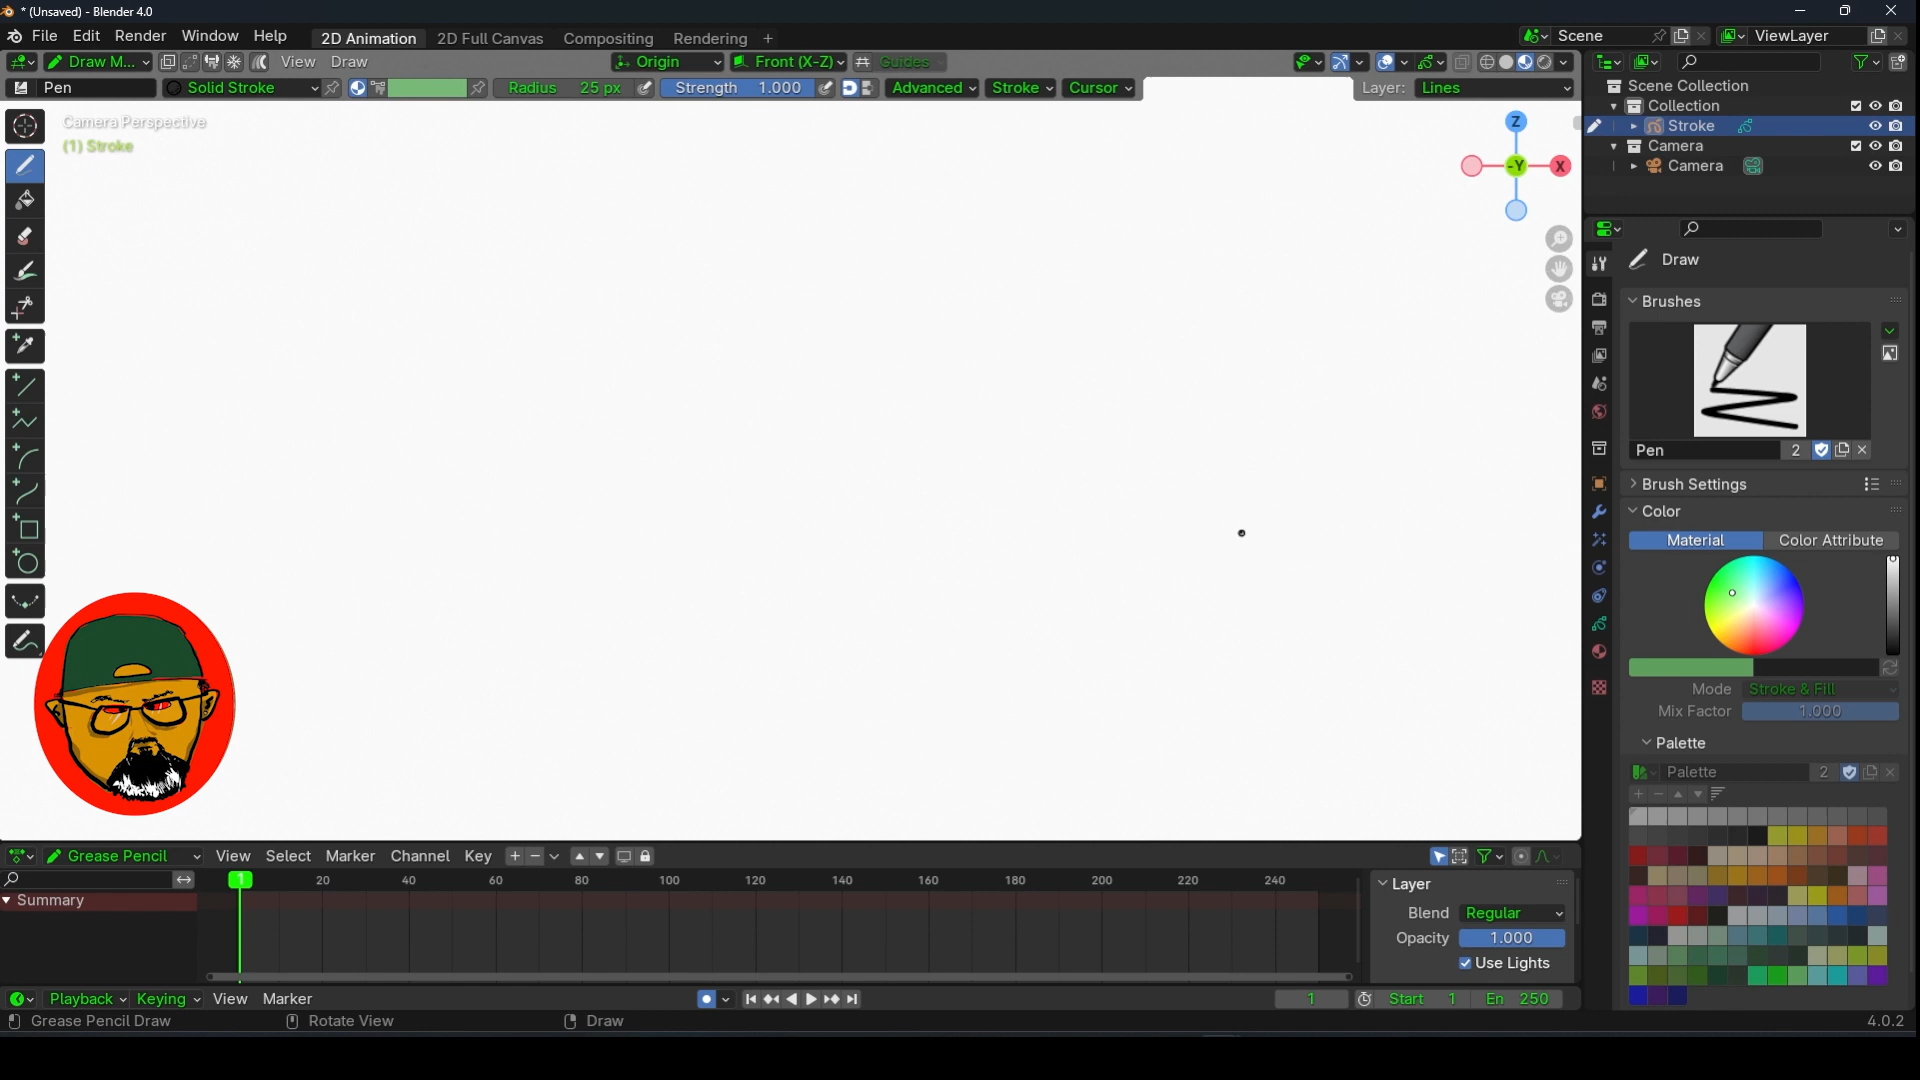 * (Unsaved) - Blender 4.0
File Edit Render Window Help 2D Animation 2D Full Canvas Compositing Rendering + Scene ViewLayer
Draw M... View Draw Origin Front (X-Z) Guides
Pen Solid Stroke Radius 25 px Strength 1.000 Advanced Stroke Cursor Layer: Lines
Camera Perspective
(1) Stroke
Z
-Y
X
Scene Collection
Collection
Stroke
Camera
Camera
Draw
Brushes
Pen 2
Brush Settings
Color
Material Color Attribute
Mode Stroke & Fill
Mix Factor 1.000
Palette
Palette 2
Grease Pencil View Select Marker Channel Key
1 20 40 60 80 100 120 140 160 180 200 220 240
Summary
Layer
Blend Regular
Opacity 1.000
Use Lights
Playback Keying View Marker 1 Start 1 En 250
Grease Pencil Draw Rotate View Draw 4.0.2